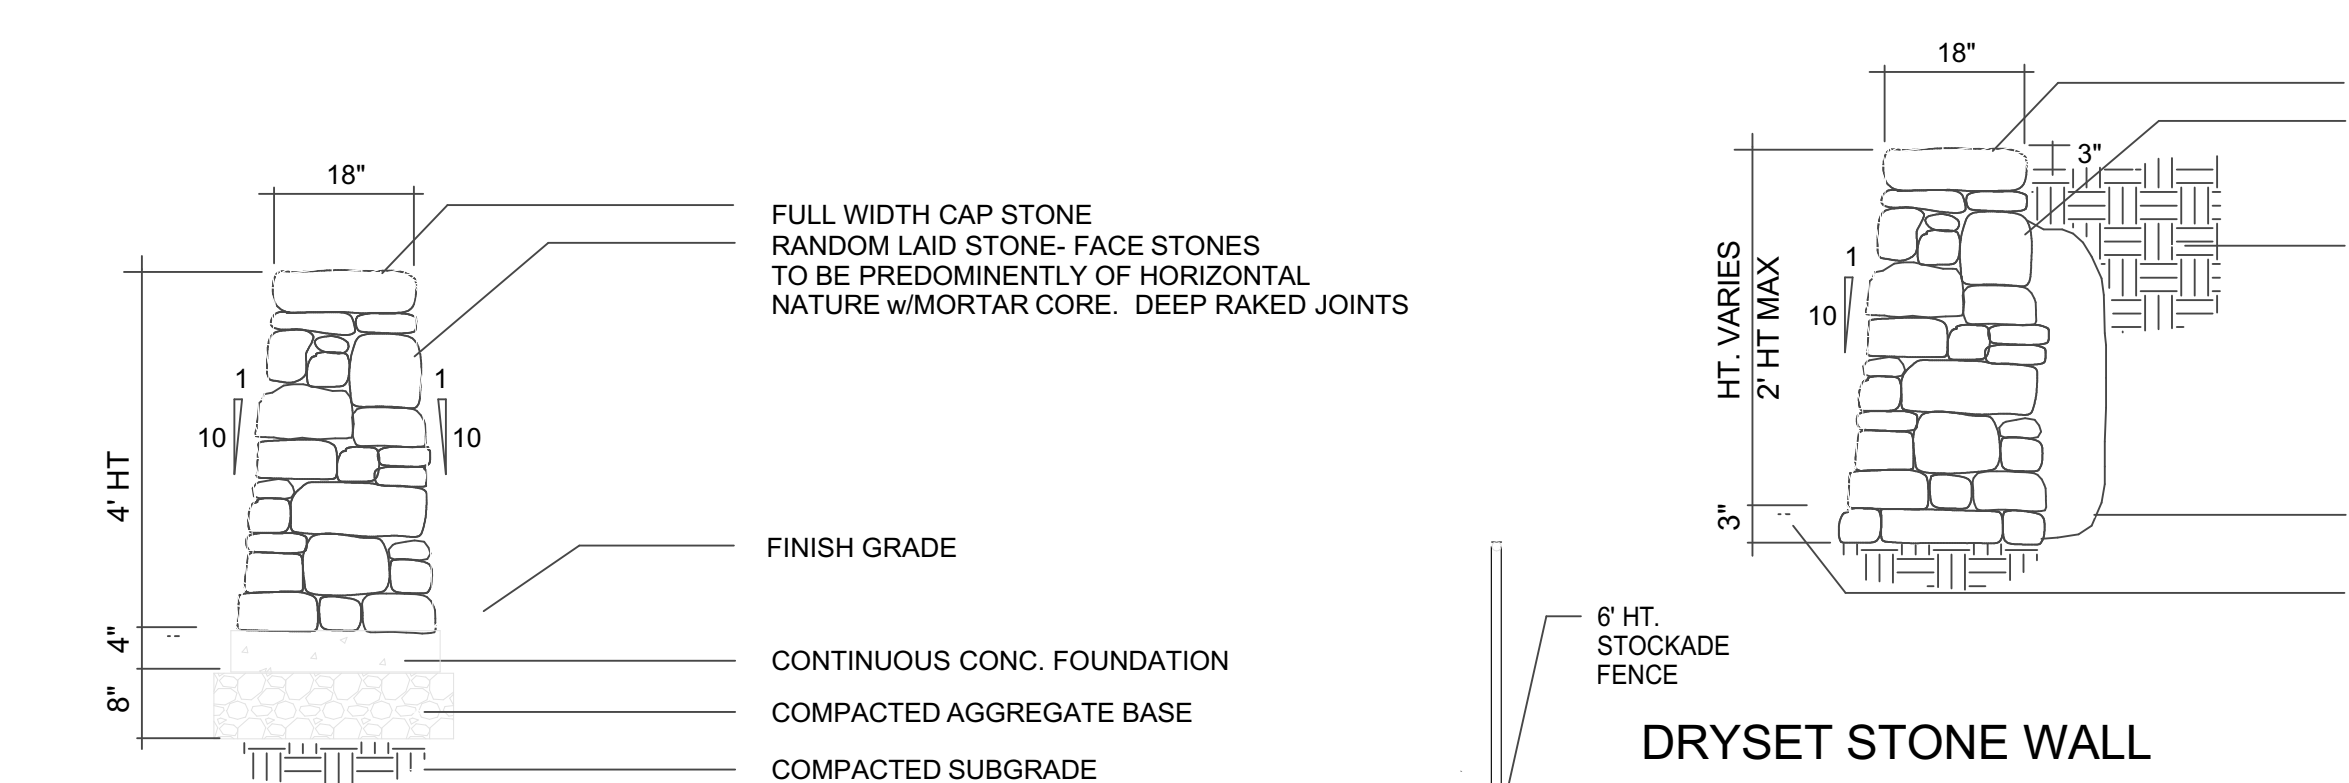 18"
FULL WIDTH CAP STONE
RANDOM LAID STONE- FACE STONES
TO BE PREDOMINENTLY OF HORIZONTAL
NATURE w/MORTAR CORE.  DEEP RAKED JOINTS
1
10
1
10
4' HT
FINISH GRADE
4"
CONTINUOUS CONC. FOUNDATION
8"
COMPACTED AGGREGATE BASE
COMPACTED SUBGRADE
6' HT.
STOCKADE
FENCE
18"
3"
1
10
HT. VARIES
2' HT MAX
3"
DRYSET STONE WALL